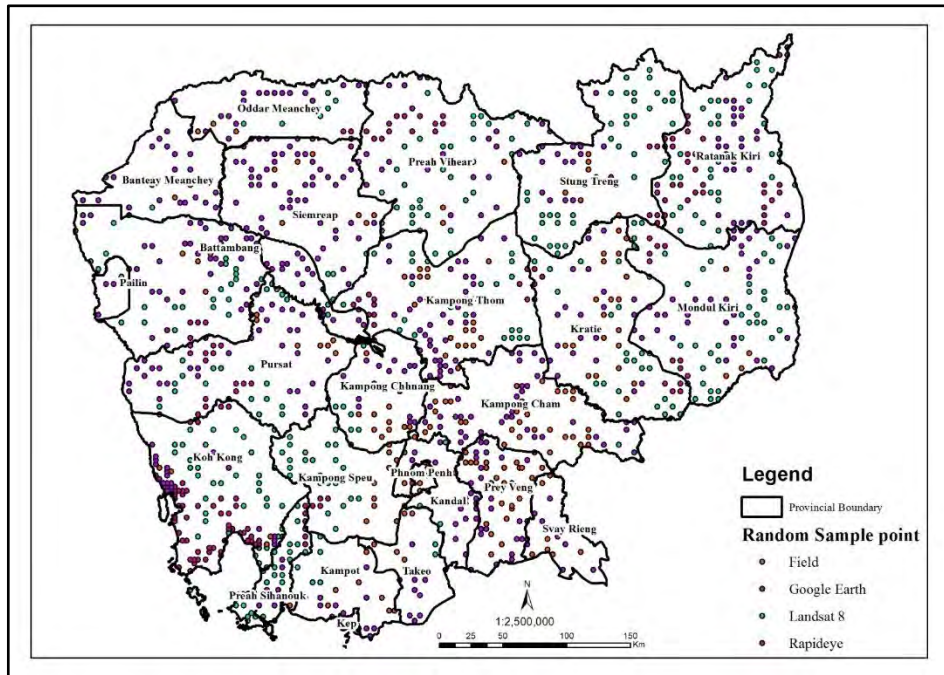 Oddar Meanchey
Ratanak Kiri
Preah Vihear
Stung Treng
Banteay Meanchey
Siemreap
Battambang
Pailin
Kampong Thom
Mondul Kiri
Kratie
Pursat
Kampong Chhnang
Kampong Cham
Koh Kong
Kampong Speu
Phnom Penh
Prey Veng
Kandal
Svay Rieng
Kampot
Takeo
Preah Sihanouk
Kep
N
1:2,500,000
0 25 50 100 150
Km
Legend
Provincial Boundary
Random Sample point
Field
Google Earth
Landsat 8
Rapideye